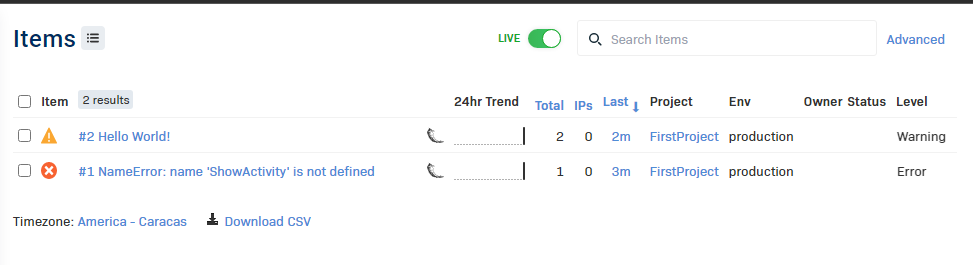 Items LIVE Search Items Advanced
Item 2 results 24hr Trend Total IPs Last Project Env Owner Status Level
#2 Hello World! 2 0 2m FirstProject production Warning
#1 NameError: name 'ShowActivity' is not defined 1 0 3m FirstProject production Error
Timezone: America - Caracas Download CSV